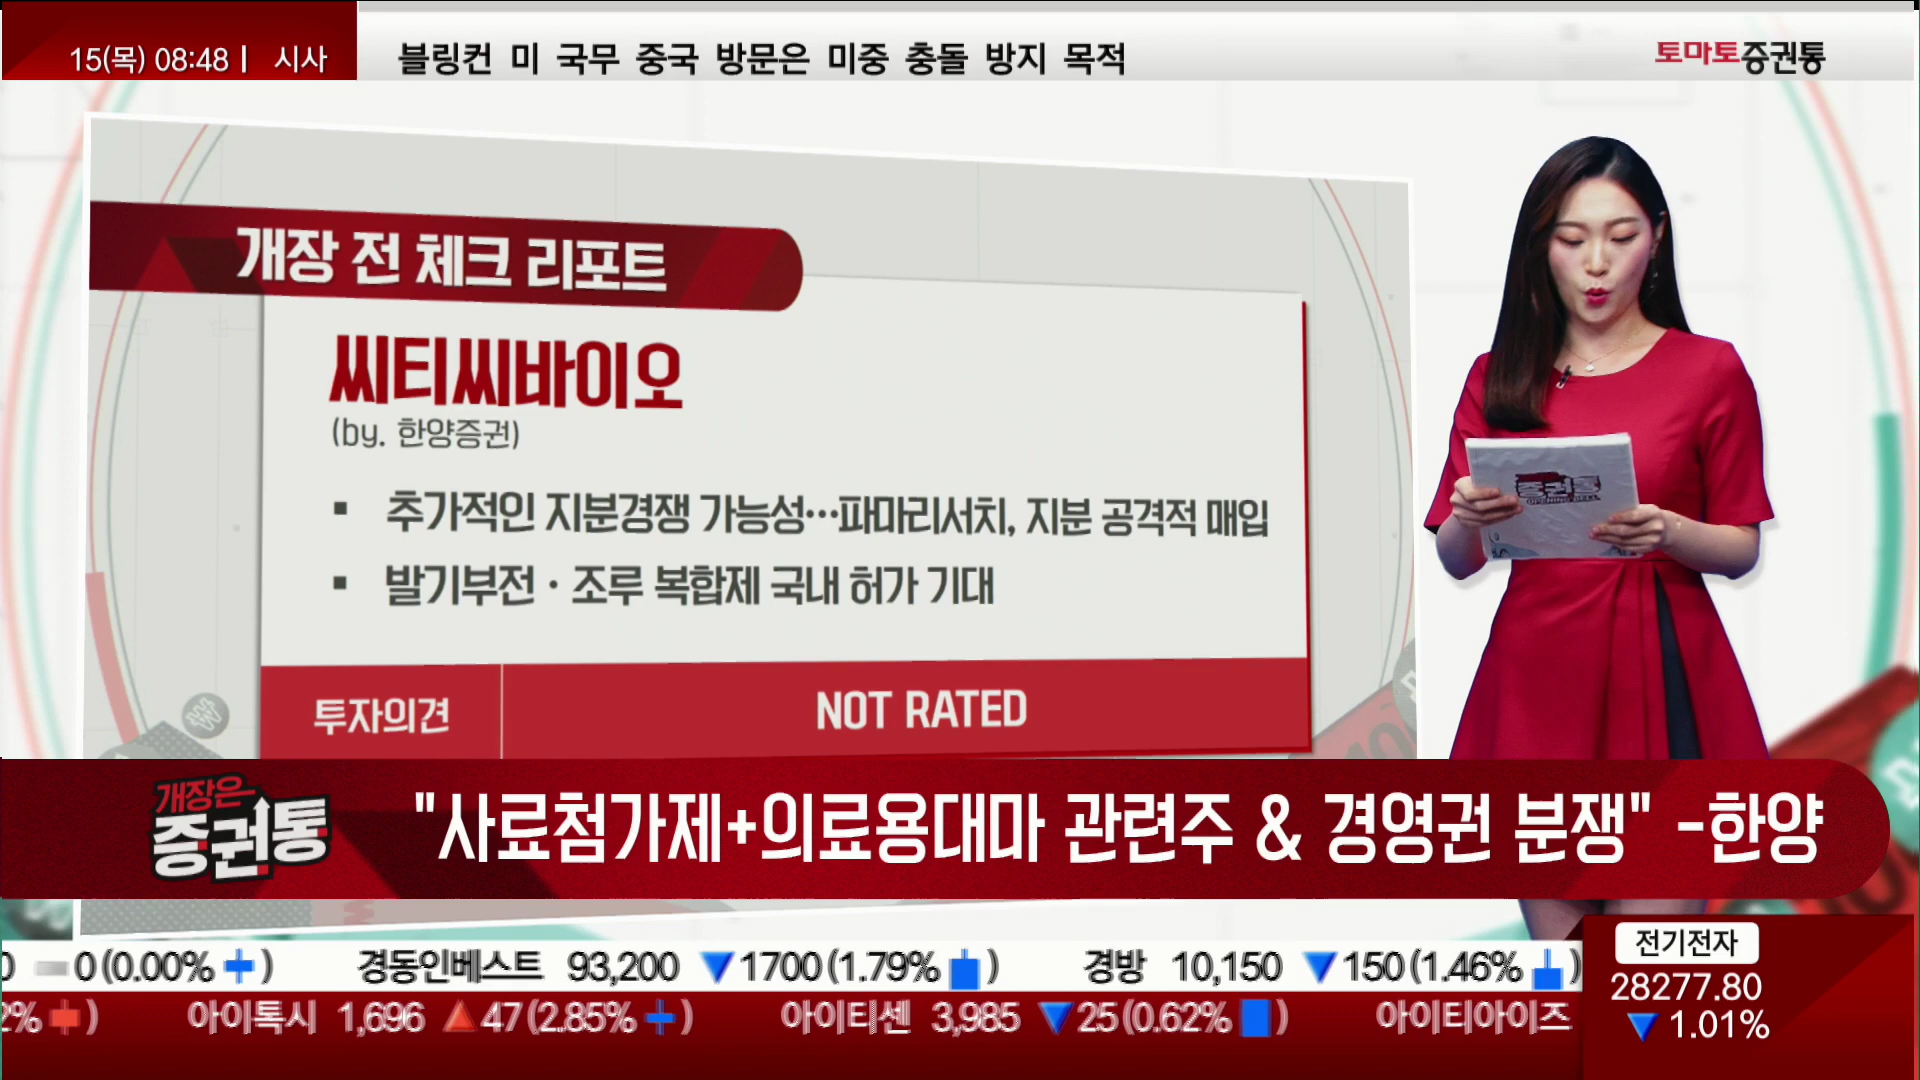 15(목) 08:48 | 시사
블링컨 미 국무 중국 방문은 미중 충돌 방지 목적
토마토증권통
개장 전 체크 리포트
씨티씨바이오
(by. 한양증권)
▪ 추가적인 지분경쟁 가능성…파마리서치, 지분 공격적 매입
▪ 발기부전 · 조루 복합제 국내 허가 기대
투자의견 NOT RATED
증권통
개장은
증권통
"사료첨가제+의료용대마 관련주 & 경영권 분쟁" -한양
0(0.00% ) 경동인베스트 93,200 ▼1700(1.79% ) 경방 10,150 ▼150(1.46% )
2% ) 아이톡시 1,696 ▲47(2.85% ) 아이티센 3,985 ▼25(0.62% ) 아이티아이즈
전기전자
28277.80
▼ 1.01%